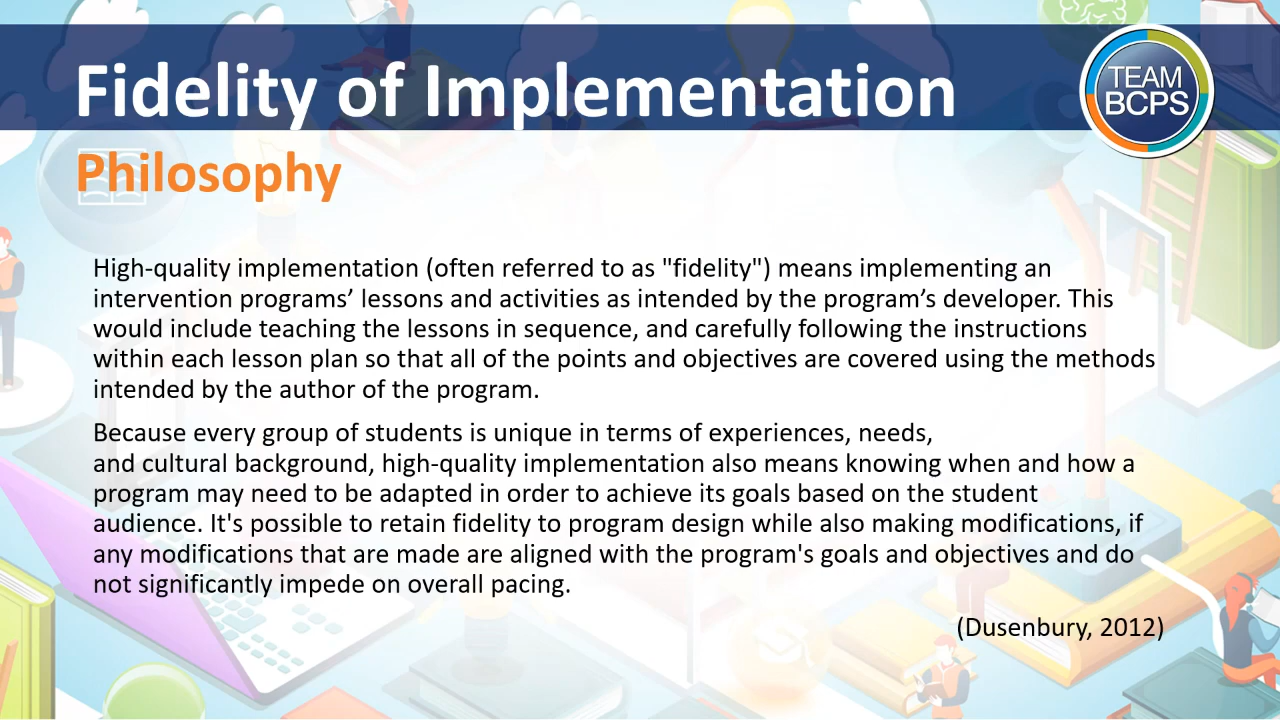 Fidelity of Implementation
TEAM
BCPS
Philosophy
High-quality implementation (often referred to as "fidelity") means implementing an
intervention programs’ lessons and activities as intended by the program’s developer. This
would include teaching the lessons in sequence, and carefully following the instructions
within each lesson plan so that all of the points and objectives are covered using the methods
intended by the author of the program.
Because every group of students is unique in terms of experiences, needs,
and cultural background, high-quality implementation also means knowing when and how a
program may need to be adapted in order to achieve its goals based on the student
audience. It's possible to retain fidelity to program design while also making modifications, if
any modifications that are made are aligned with the program's goals and objectives and do
not significantly impede on overall pacing.
(Dusenbury, 2012)